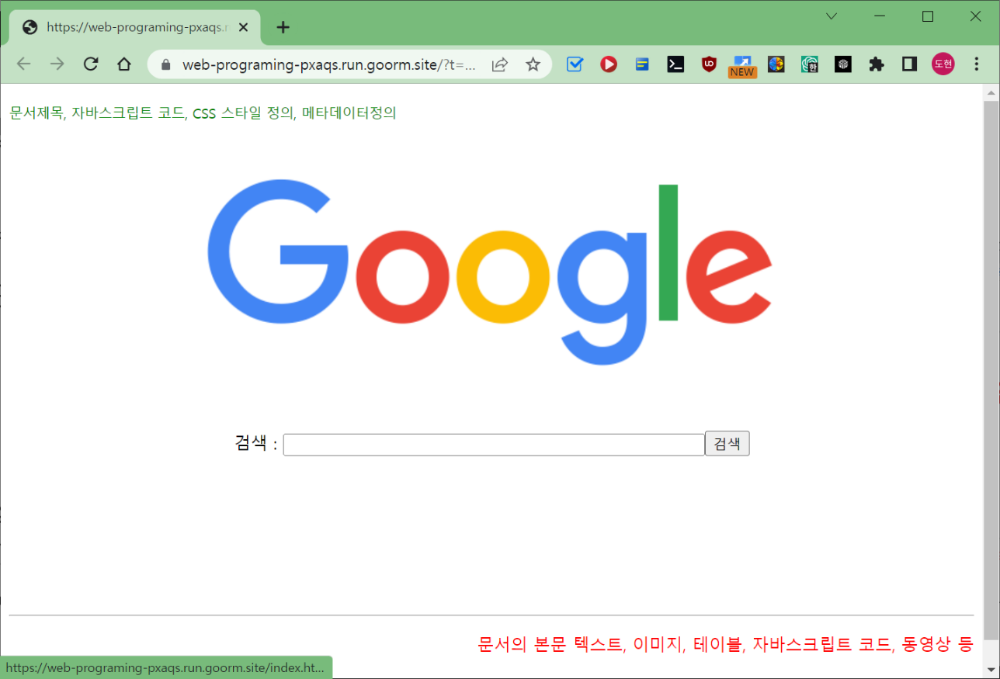 https://web-programing-pxaqs.r
web-programing-pxaqs.run.goorm.site/?t=...
NEW
한
도현
문서제목, 자바스크립트 코드, CSS 스타일 정의, 메타데이터정의
Google
검색 : 검색
문서의 본문 텍스트, 이미지, 테이블, 자바스크립트 코드, 동영상 등
https://web-programing-pxaqs.run.goorm.site/index.ht...